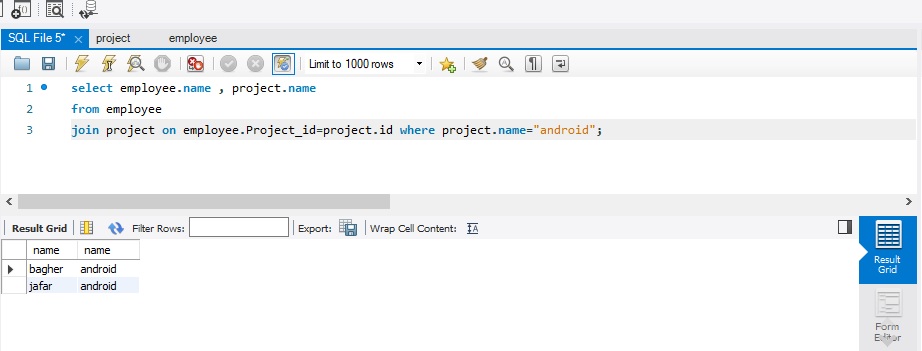 SQL File 5* × project employee
Limit to 1000 rows
1 select employee.name , project.name
2 from employee
3 join project on employee.Project_id=project.id where project.name="android";
Result Grid Filter Rows: Export: Wrap Cell Content: IA
name name
bagher android
jafar android
Result
Grid
Form
Editor